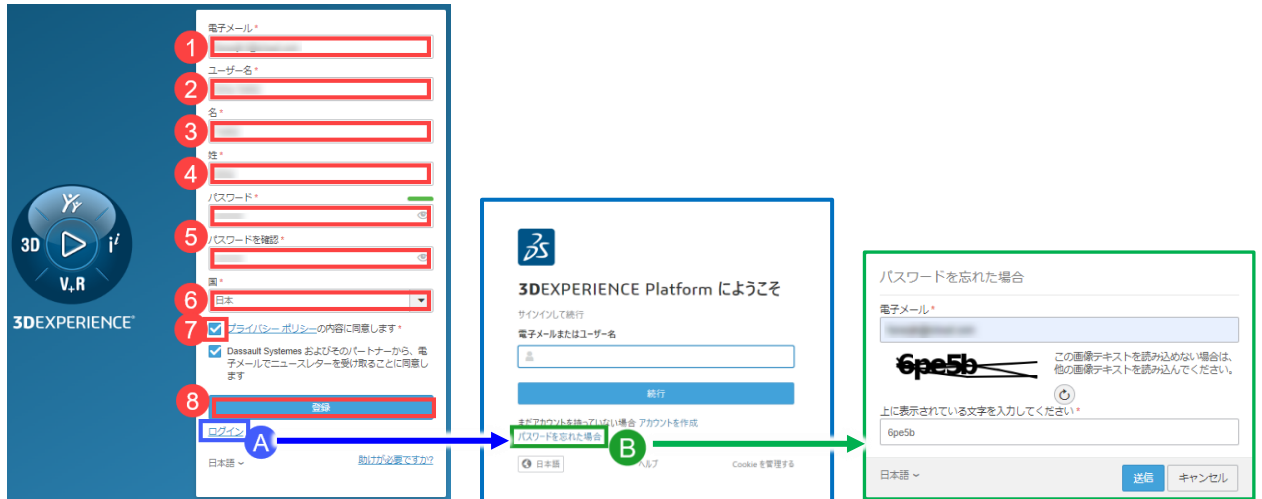 電子メール *
1
ユーザー名 *
2
名 *
3
姓 *
4
パスワード *
5
パスワードを確認 *
国 *
6
日本
7
プライバシー ポリシーの内容に同意します *
Dassault Systemes およびそのパートナーから、電
子メールでニュースレターを受け取ることに同意し
ます
8
登録
ログイン
A
日本語
助けが必要ですか?
3D
i
V+R
3DEXPERIENCE
3DEXPERIENCE Platform にようこそ
サインインして続行
電子メールまたはユーザー名
続行
まだアカウントを持っていない場合 アカウントを作成
パスワードを忘れた場合
B
日本語
ヘルプ
Cookie を管理する
パスワードを忘れた場合
電子メール *
6pe5b
この画像テキストを読み込めない場合は、
他の画像テキストを読み込んでください。
上に表示されている文字を入力してください *
6pe5b
日本語
送信
キャンセル